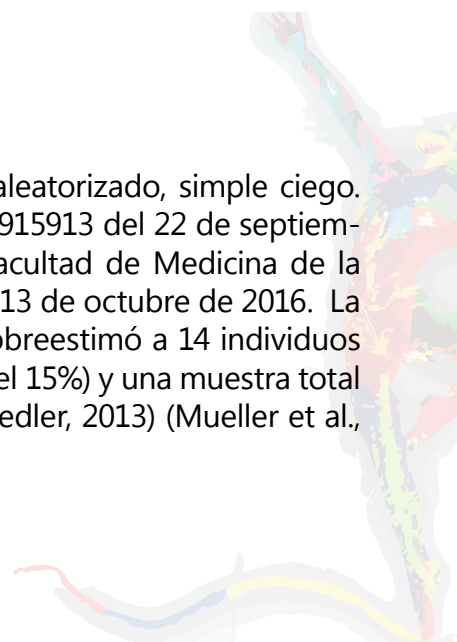 aleatorizado, simple ciego.
915913 del 22 de septiem-
acultad de Medicina de la
13 de octubre de 2016. La
obreestimó a 14 individuos
el 15%) y una muestra total
edler, 2013) (Mueller et al.,